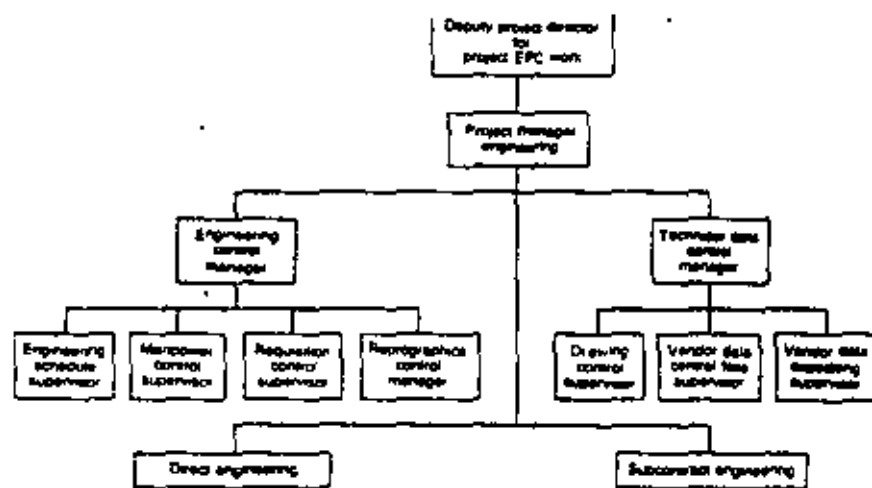 Deputy project director
for
project EPC work
Project manager
engineering
Engineering
control
manager
Technical data
control
manager
Engineering
schedule
supervisor
Manpower
control
supervisor
Requisition
control
supervisor
Reprographics
control
manager
Drawing
control
supervisor
Vendor data
control
supervisor
Vendor data
expediting
supervisor
Direct engineering
Subcontract engineering